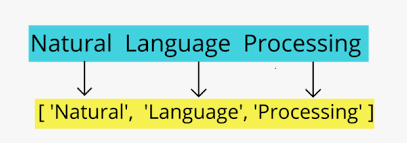 Natural Language Processing
[ 'Natural', 'Language', 'Processing' ]